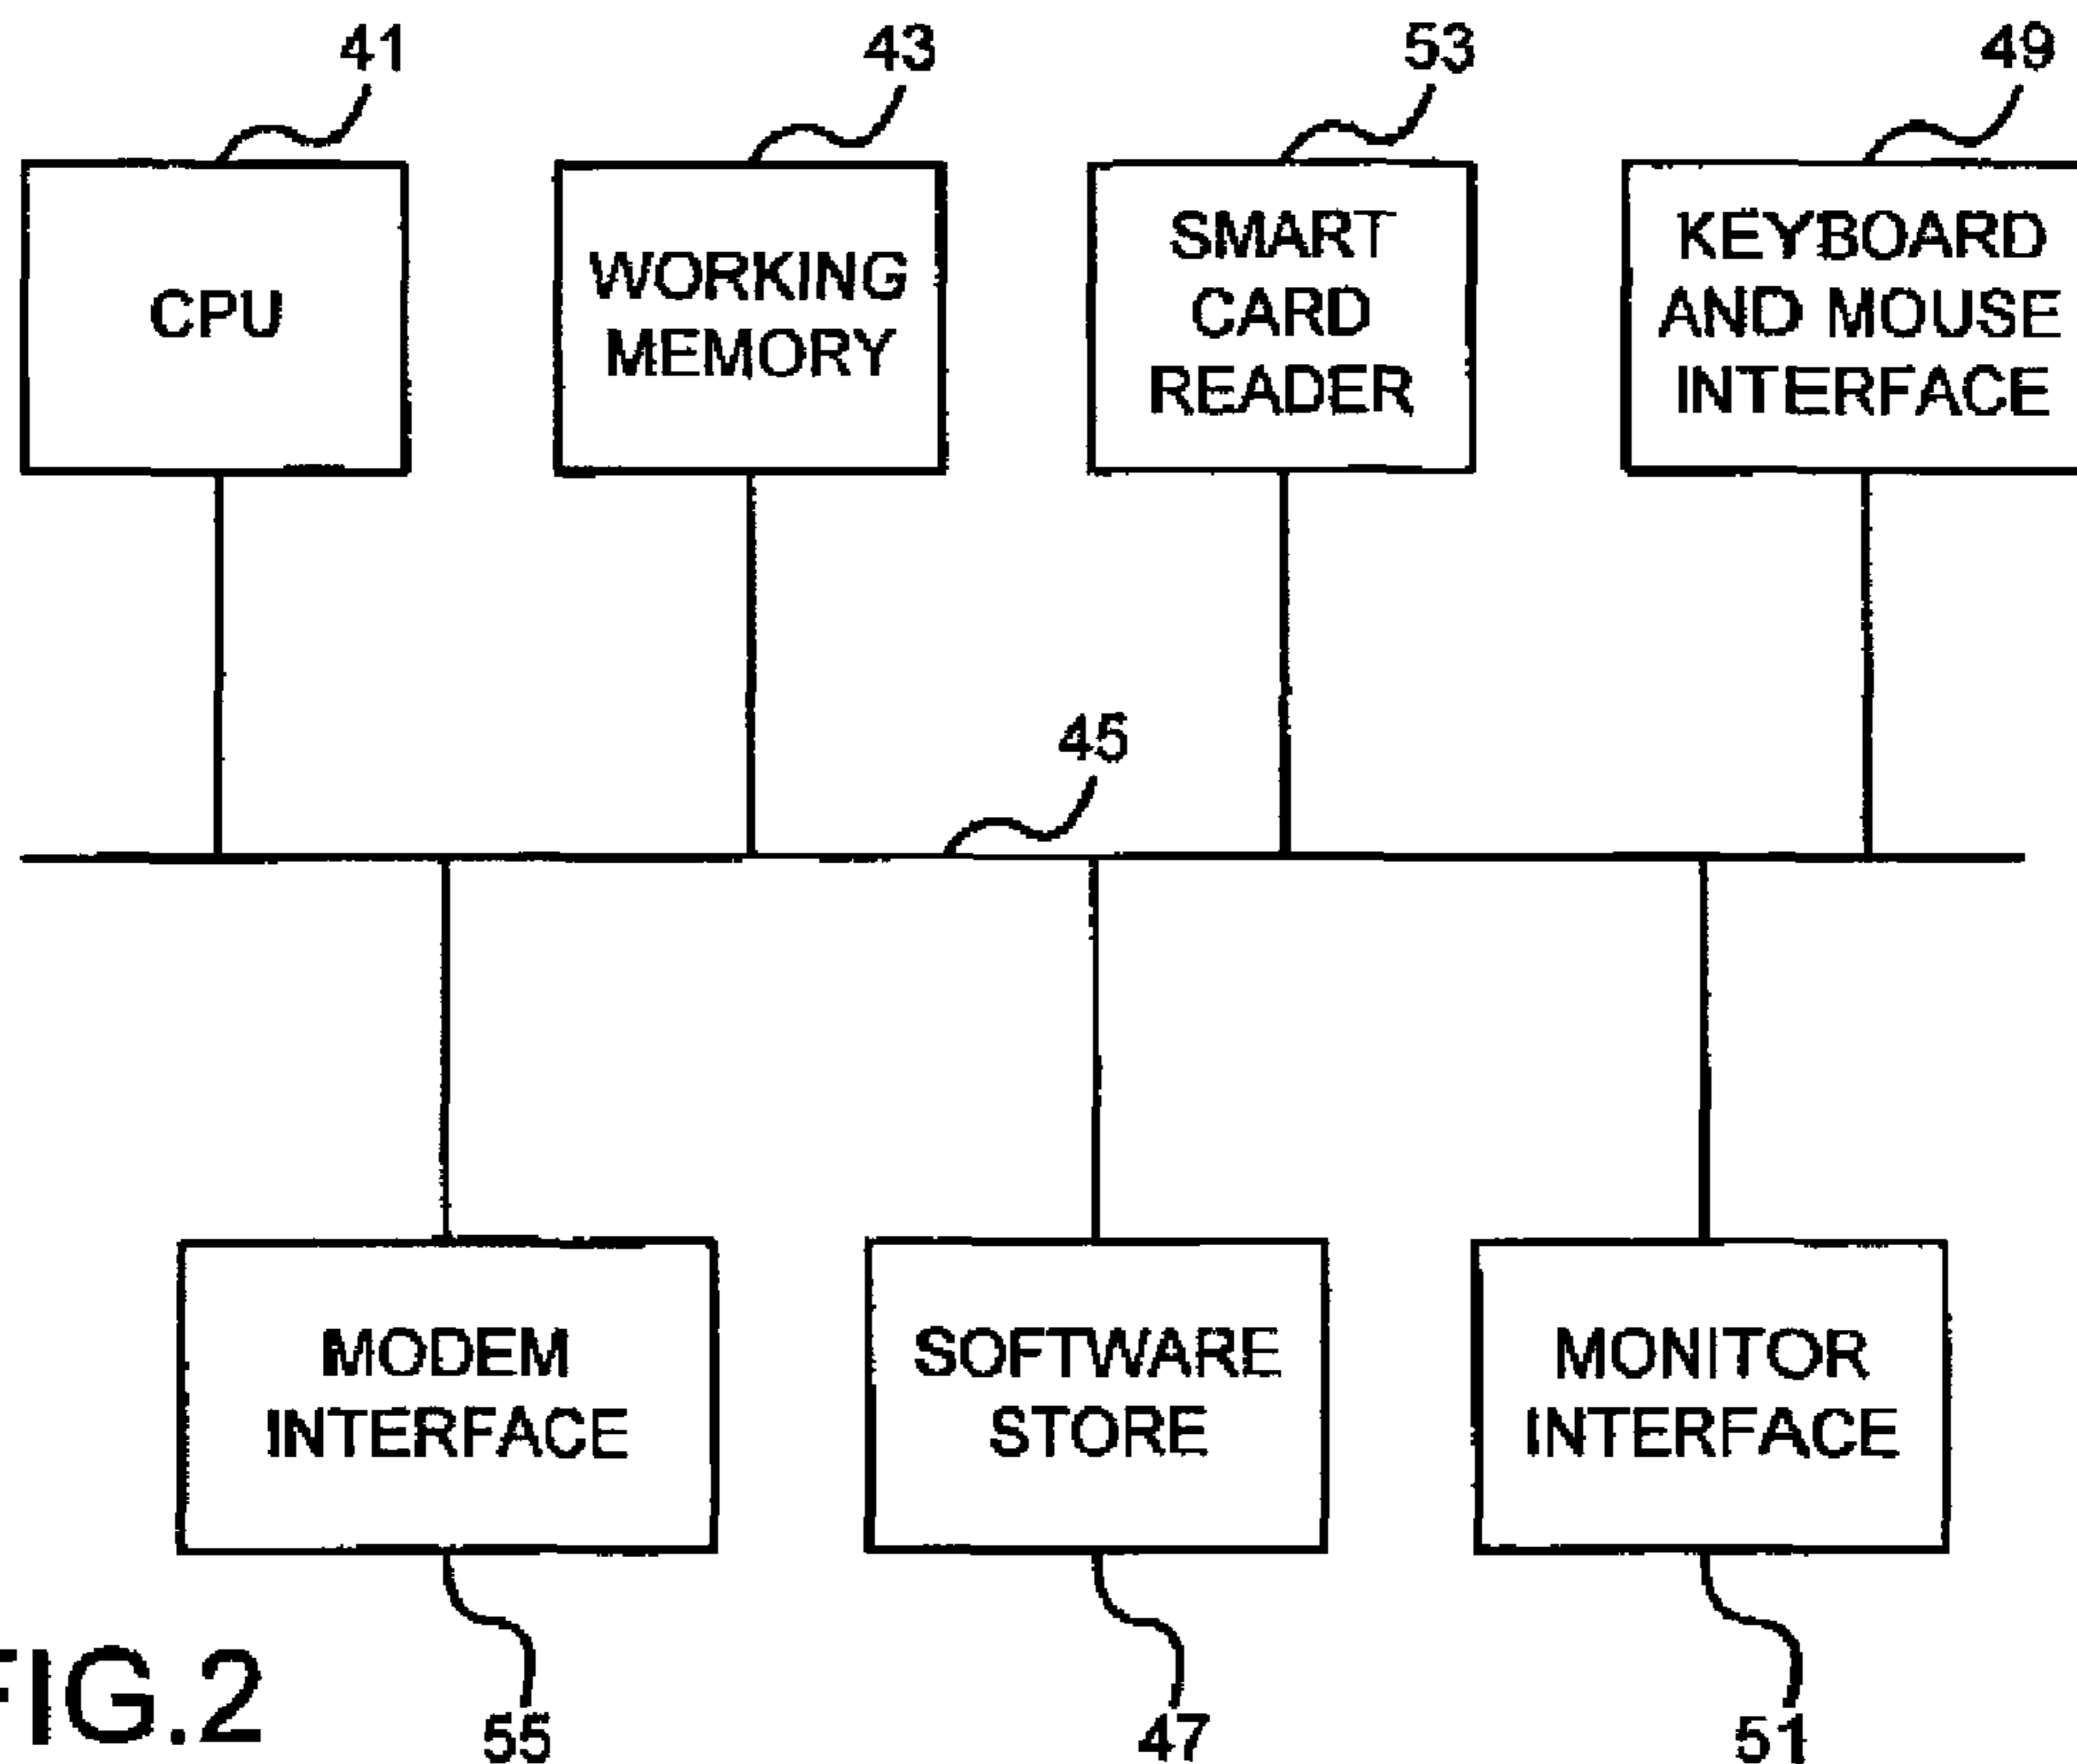 41
43
53
49
CPU
WORKING
MEMORY
SMART
CARD
READER
KEYBOARD
AND MOUSE
INTERFACE
45
MODEM
INTERFACE
SOFTWARE
STORE
MONITOR
INTERFACE
FIG.2
55
47
51